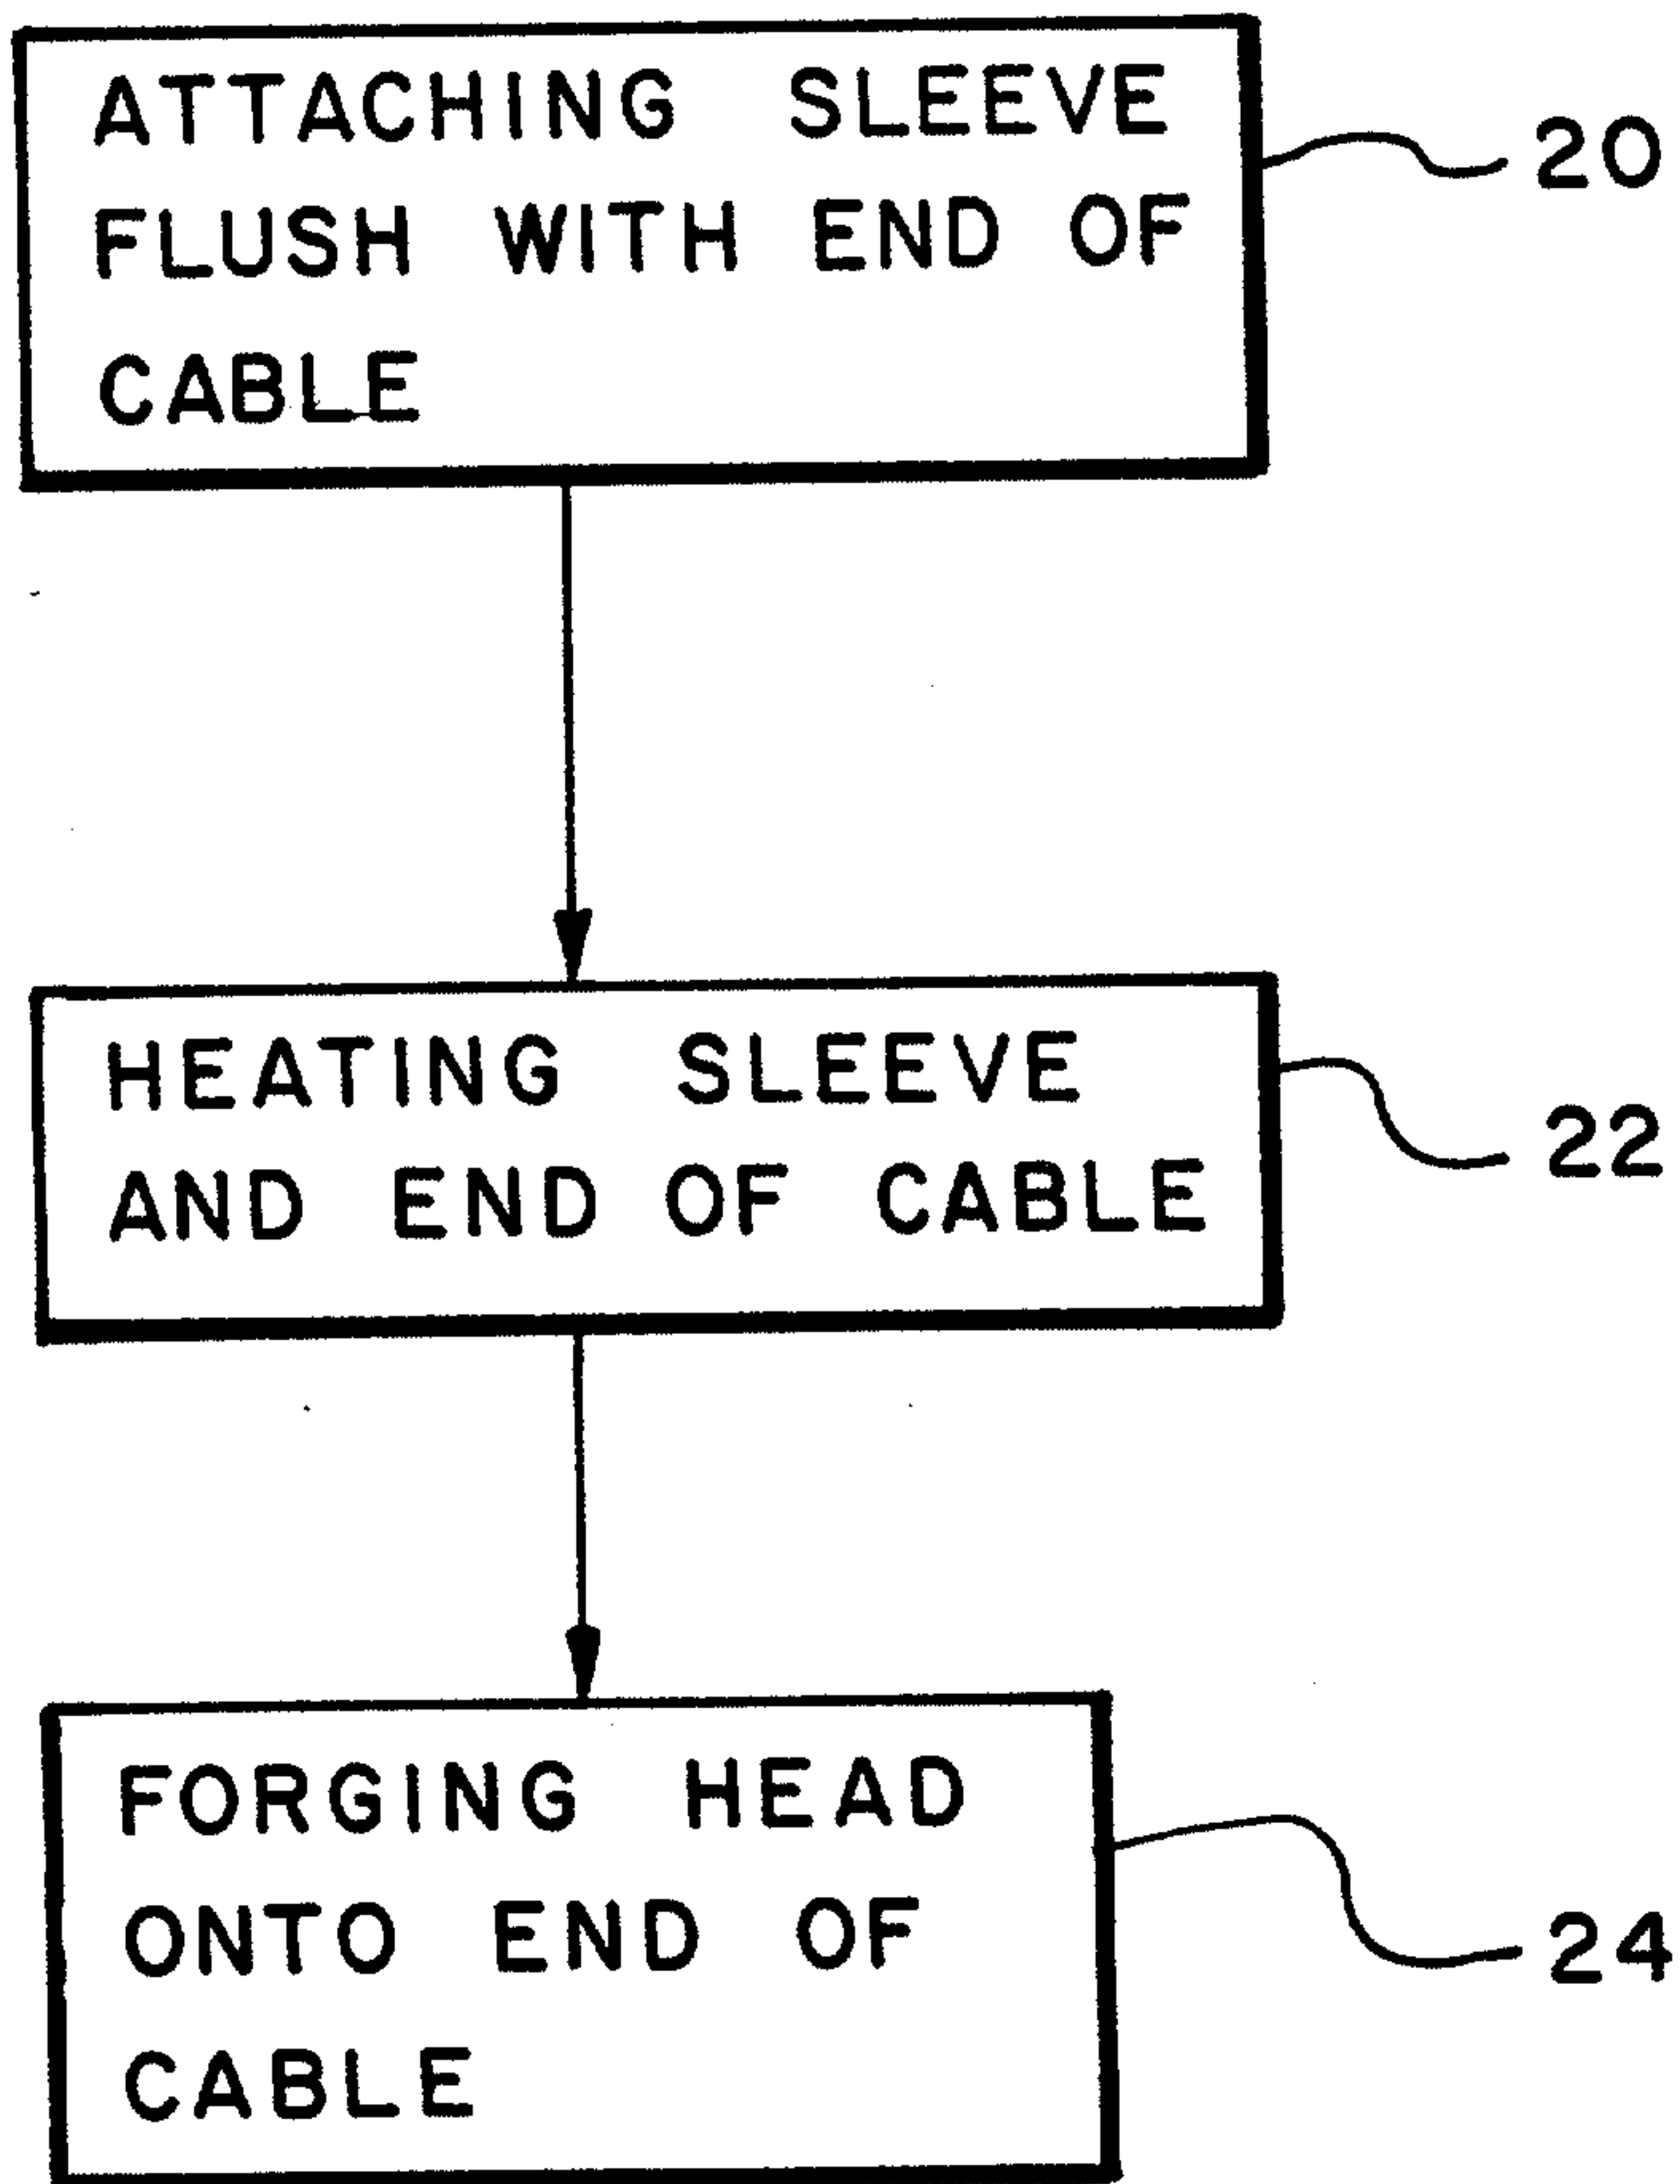 ATTACHING SLEEVE
FLUSH WITH END OF
CABLE
20
HEATING SLEEVE
AND END OF CABLE
22
FORGING HEAD
ONTO END OF
CABLE
24